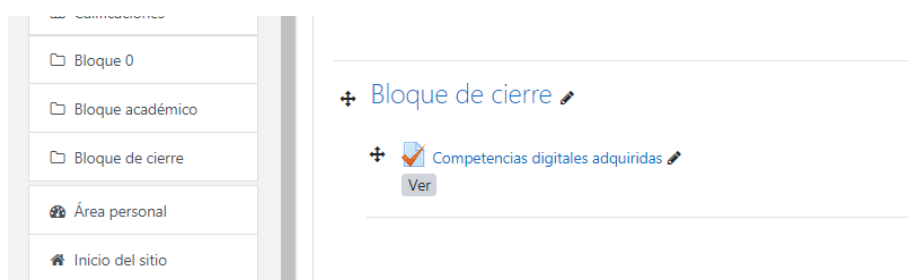 Calificaciones
Bloque 0
Bloque académico
Bloque de cierre
Área personal
Inicio del sitio
Bloque de cierre
Competencias digitales adquiridas
Ver